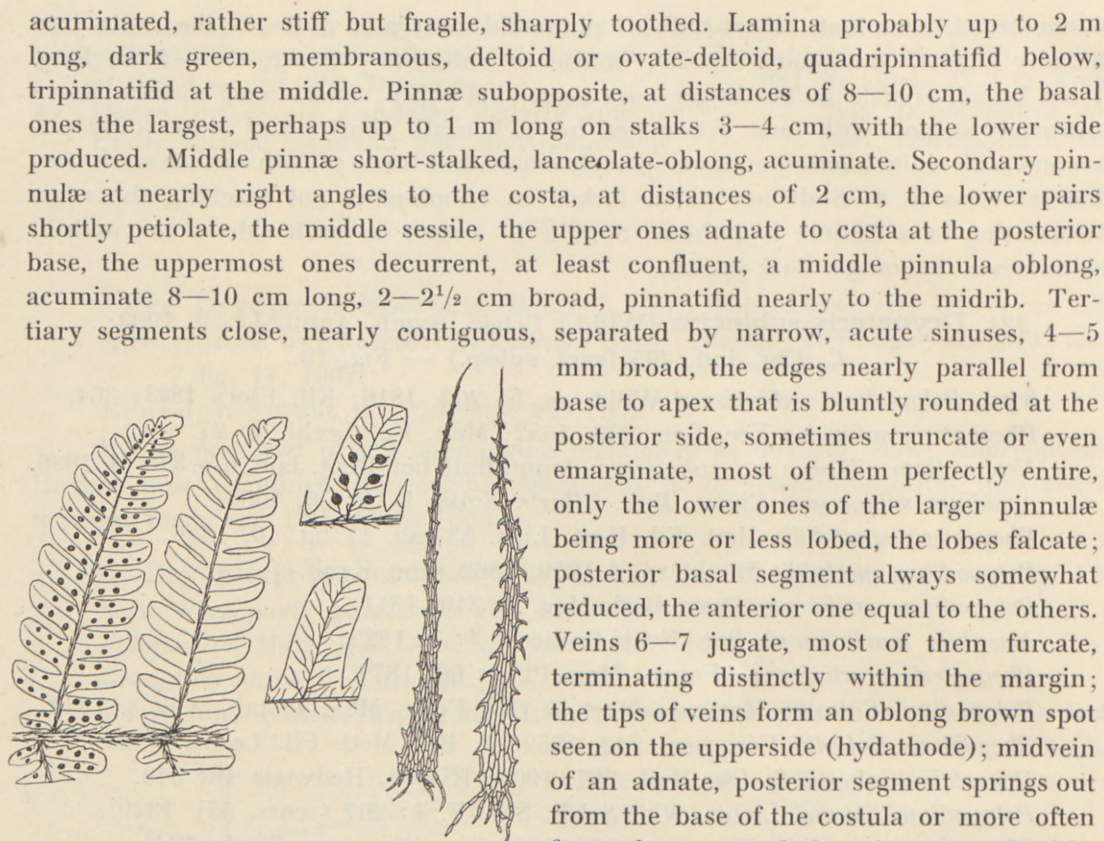 acuminated, rather stiff but fragile, sharply toothed. Lamina probably up to 2 m
long, dark green, membranous, deltoid or ovate-deltoid, quadripinnatifid below,
tripinnatifid at the middle. Pinnæ subopposite, at distances of 8—10 cm, the basal
ones the largest, perhaps up to 1 m long on stalks 3—4 cm, with the lower side
produced. Middle pinnæ short-stalked, lanceolate-oblong, acuminate. Secondary pin-
nulæ at nearly right angles to the costa, at distances of 2 cm, the lower pairs
shortly petiolate, the middle sessile, the upper ones adnate to costa at the posterior
base, the uppermost ones decurrent, at least confluent, a middle pinnula oblong,
acuminate 8—10 cm long, 2—2½ cm broad, pinnatifid nearly to the midrib. Ter-
tiary segments close, nearly contiguous, separated by narrow, acute sinuses, 4—5
mm broad, the edges nearly parallel from
base to apex that is bluntly rounded at the
posterior side, sometimes truncate or even
emarginate, most of them perfectly entire,
only the lower ones of the larger pinnulæ
being more or less lobed, the lobes falcate;
posterior basal segment always somewhat
reduced, the anterior one equal to the others.
Veins 6—7 jugate, most of them furcate,
terminating distinctly within the margin;
the tips of veins form an oblong brown spot
seen on the upperside (hydathode); midvein
of an adnate, posterior segment springs out
from the base of the costula or more often